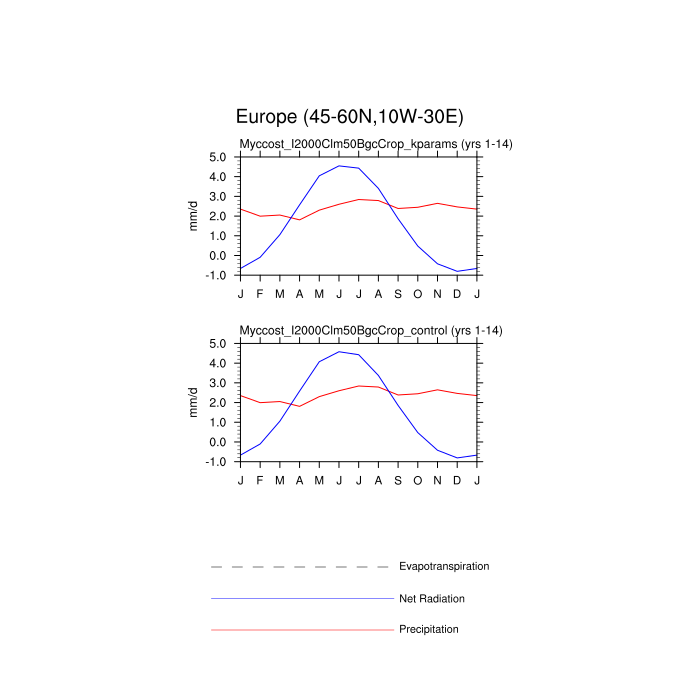 Europe (45-60N,10W-30E)
Myccost_I2000Clm50BgcCrop_kparams (yrs 1-14)
5.0
4.0
3.0
2.0
1.0
0.0
-1.0
mm/d
J F M A M J J A S O N D J
Myccost_I2000Clm50BgcCrop_control (yrs 1-14)
5.0
4.0
3.0
2.0
1.0
0.0
-1.0
mm/d
J F M A M J J A S O N D J
Evapotranspiration
Net Radiation
Precipitation